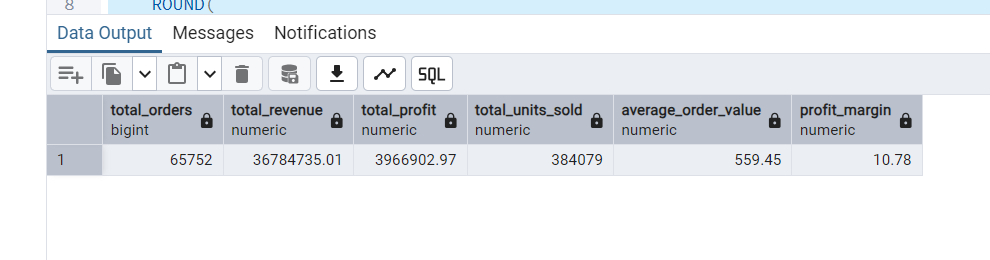 8 ROUND(
Data Output Messages Notifications
SQL
total_orders total_revenue total_profit total_units_sold average_order_value profit_margin
bigint numeric numeric numeric numeric numeric
1 65752 36784735.01 3966902.97 384079 559.45 10.78